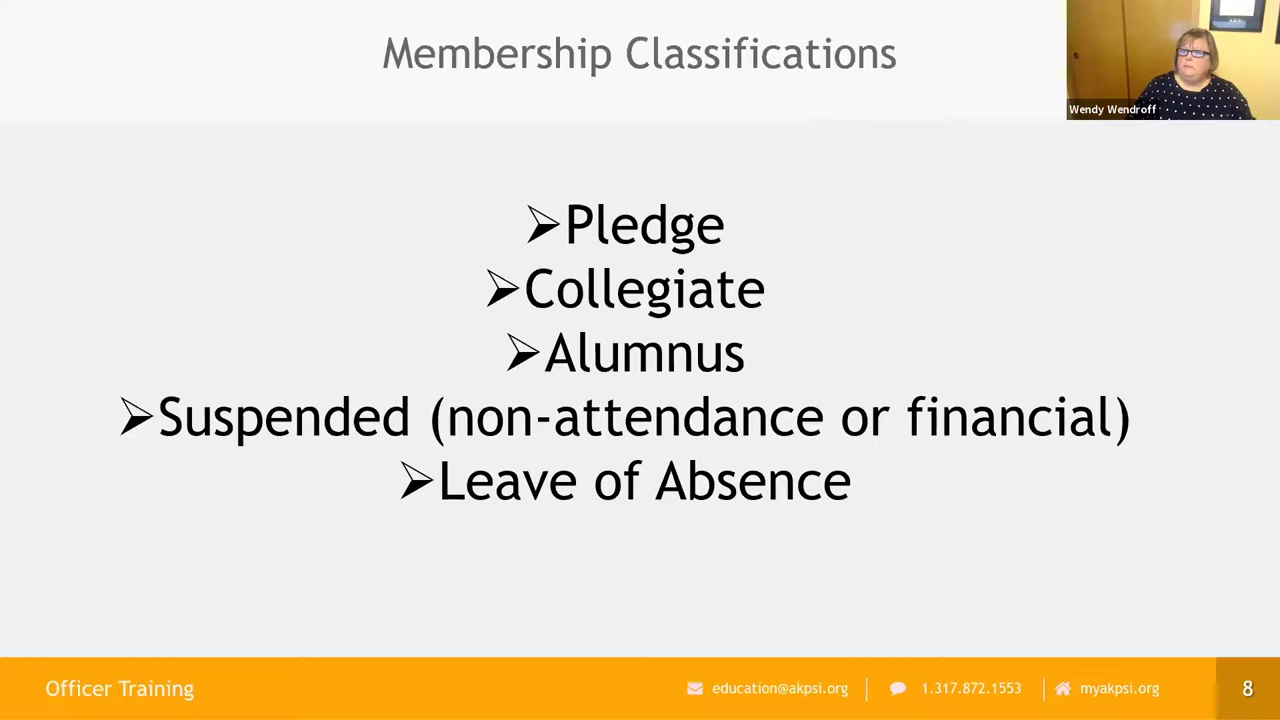 Membership Classifications
Wendy Wendroff
➢Pledge
➢Collegiate
➢Alumnus
➢Suspended (non-attendance or financial)
➢Leave of Absence
Officer Training
education@akpsi.org
1.317.872.1553
myakpsi.org
8